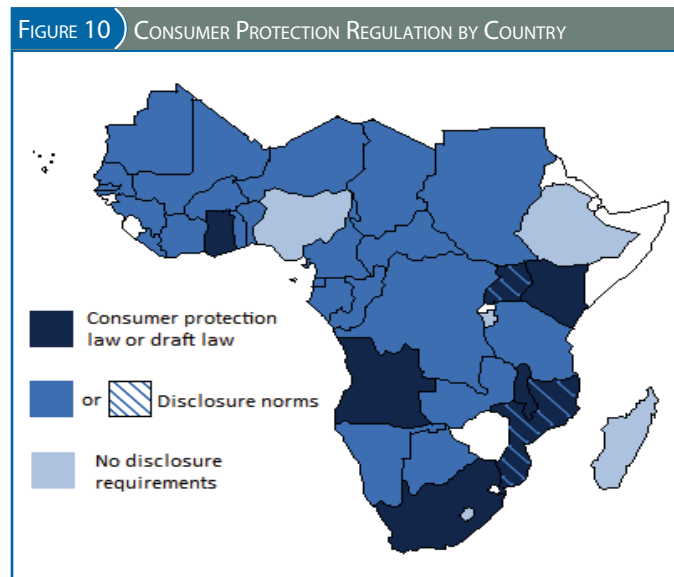 FIGURE 10 CONSUMER PROTECTION REGULATION BY COUNTRY
Consumer protection
law or draft law
or Disclosure norms
No disclosure
requirements